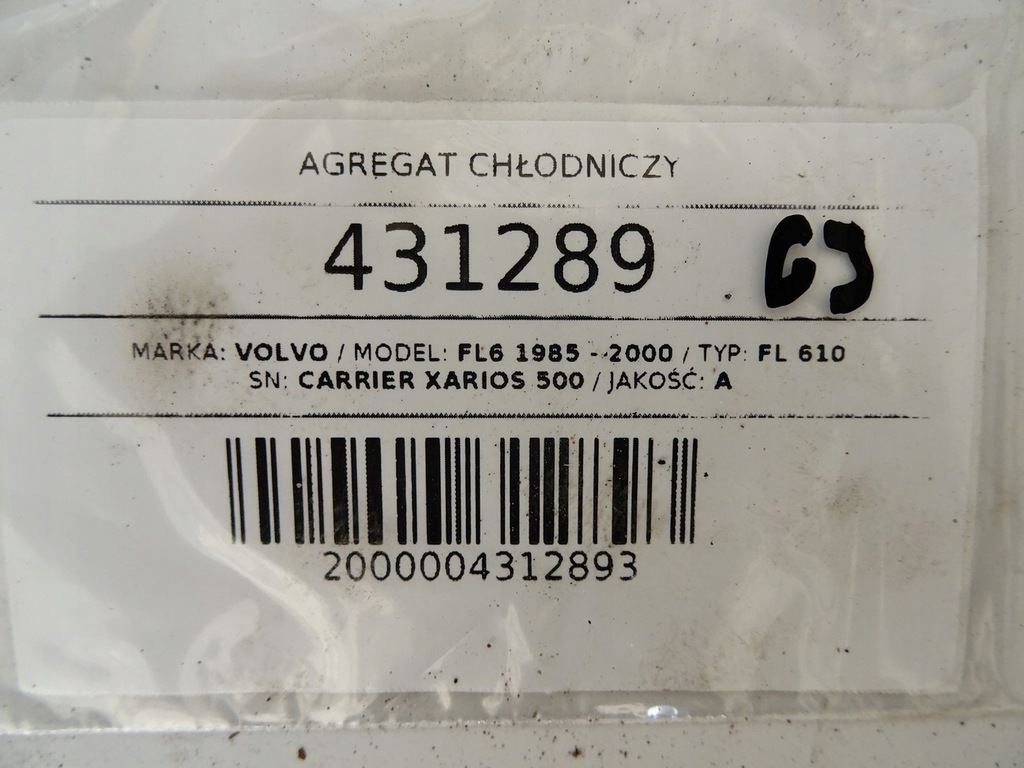 AGREGAT CHŁODNICZY
431289
MARKA: VOLVO / MODEL: FL6 1985 - 2000 / TYP: FL 610
SN: CARRIER XARIOS 500 / JAKOŚĆ: A
2000004312893